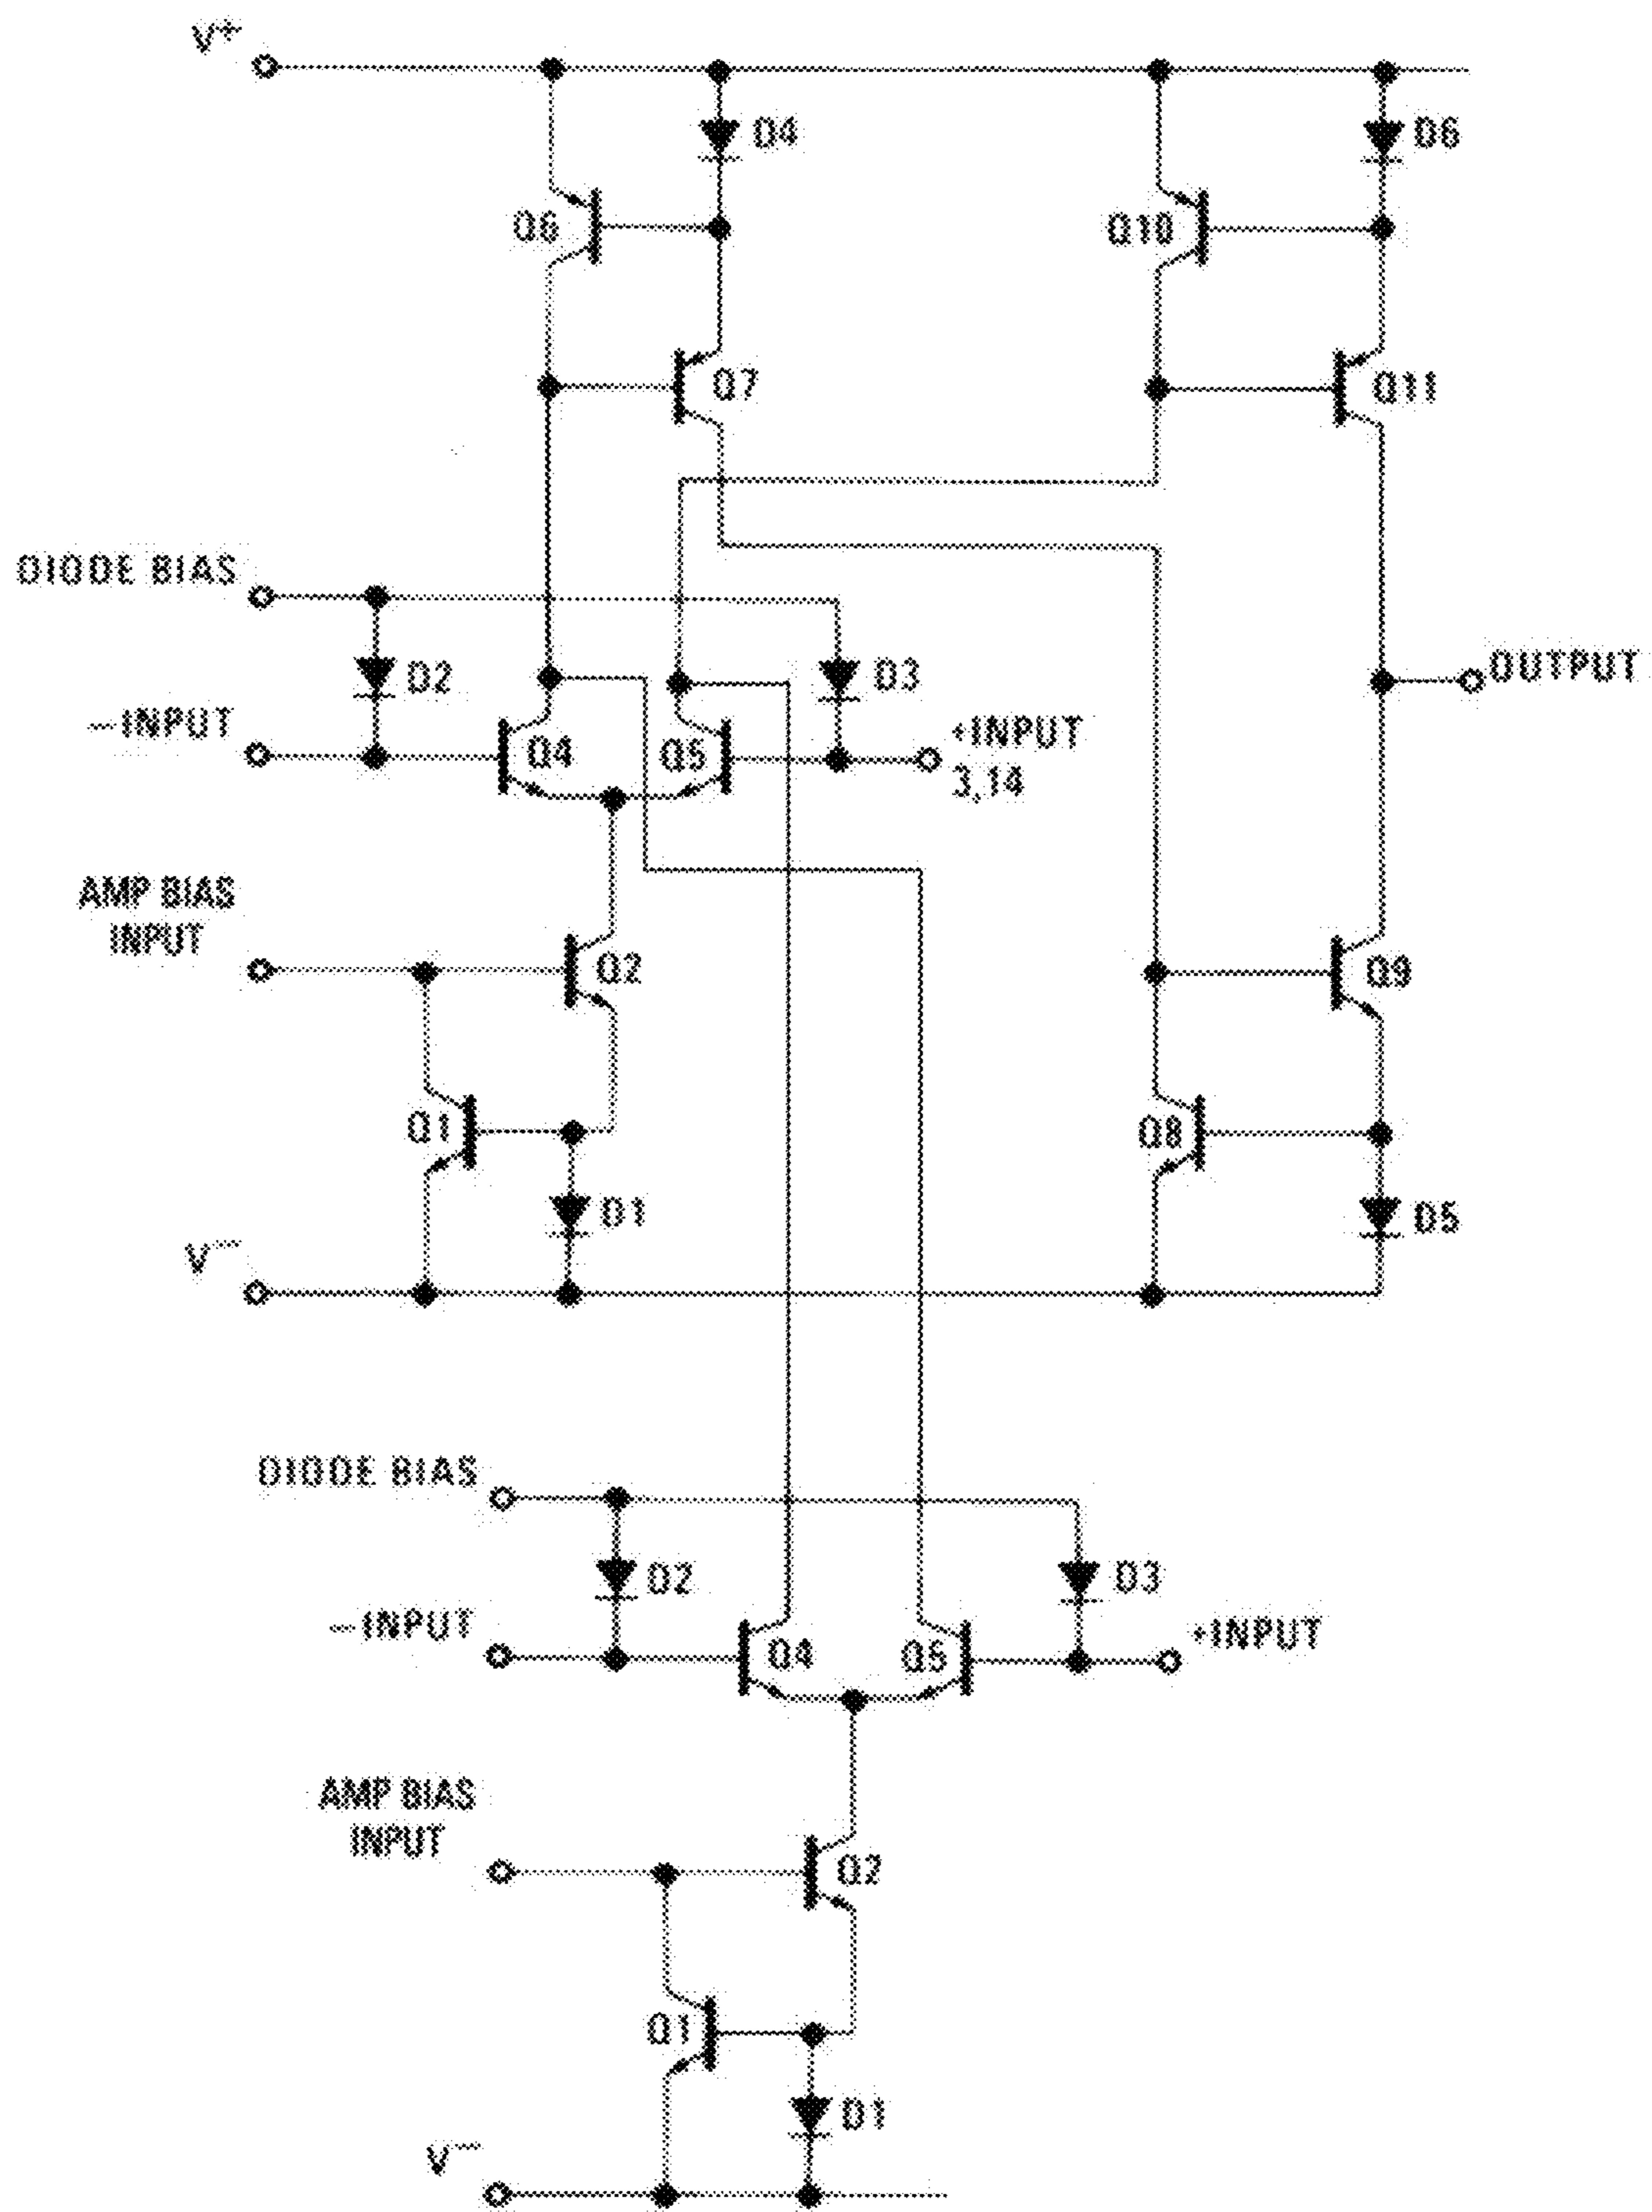 V+
D4
D6
Q6
Q10
Q7
Q11
DIODE BIAS
D2
D3
OUTPUT
−INPUT
Q4
Q5
+INPUT
3,14
AMP BIAS
INPUT
Q2
Q9
Q1
Q8
D1
D5
V−
DIODE BIAS
D2
D3
−INPUT
Q4
Q5
+INPUT
AMP BIAS
INPUT
Q2
Q1
D1
V−